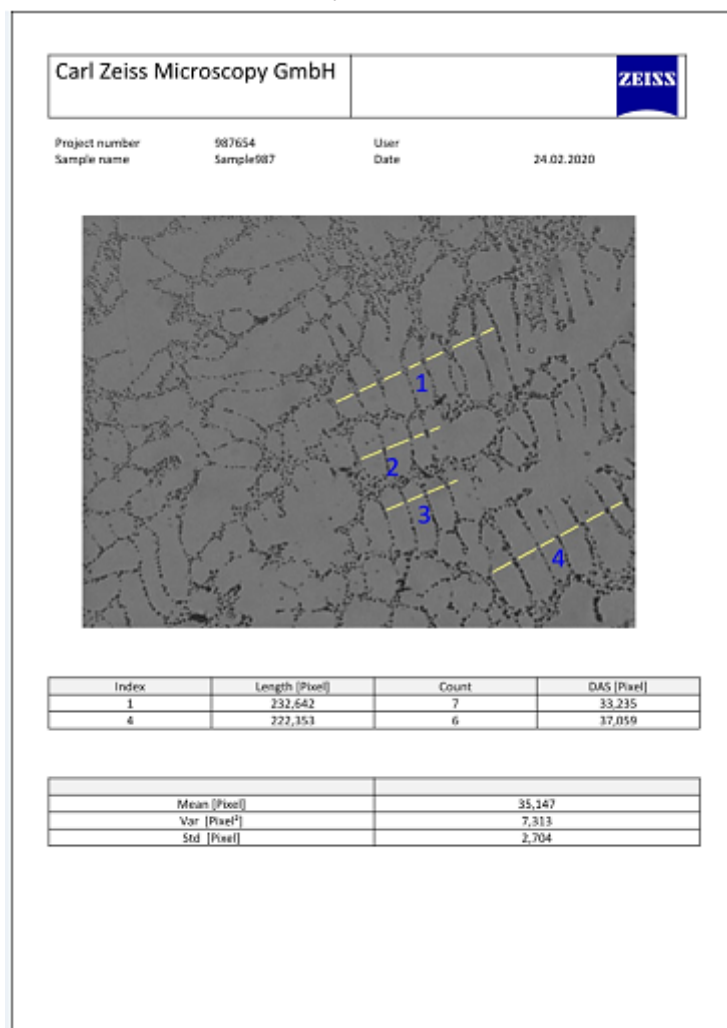 Carl Zeiss Microscopy GmbH
ZEISS
Project number 987654 User
Sample name Sample987 Date 24.02.2020
1
2
3
4
Index Length [Pixel] Count DAS [Pixel]
1 232,642 7 33,235
4 222,353 6 37,059
Mean [Pixel] 35,147
Var [Pixel²] 7,313
Std [Pixel] 2,704